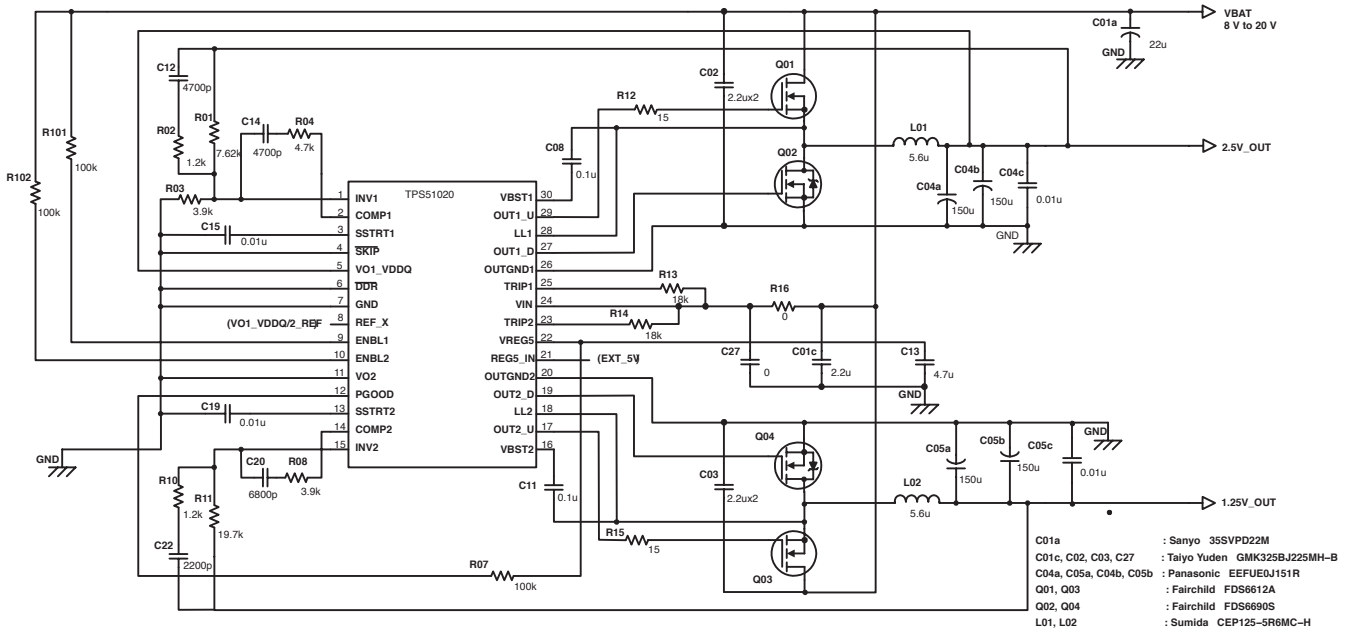 VBAT
8 V to 20 V
C01a
22u
GND
C12
4700p
C02
2.2ux2
Q01
R12
15
R01
7.62k
R02
1.2k
C14
4700p
R04
4.7k
R101
100k
R102
100k
C08
0.1u
Q02
L01
5.6u
2.5V_OUT
C04a
150u
C04b
150u
C04c
0.01u
GND
R03
3.9k
C15
0.01u
TPS51020
1 INV1
2 COMP1
3 SSTRT1
4 SKIP
5 VO1_VDDQ
6 DDR
7 GND
(VO1_VDDQ/2_REF) 8 REF_X
9 ENBL1
10 ENBL2
11 VO2
12 PGOOD
13 SSTRT2
14 COMP2
15 INV2
VBST1 30
OUT1_U 29
LL1 28
OUT1_D 27
OUTGND1 26
TRIP1 25
VIN 24
TRIP2 23
VREG5 22
REG5_IN 21 (EXT_5V)
OUTGND2 20
OUT2_D 19
LL2 18
OUT2_U 17
VBST2 16
R13
18k
R14
18k
R16
0
C27
0
C01c
2.2u
C13
4.7u
GND
C19
0.01u
GND
C20
6800p
R08
3.9k
R10
1.2k
R11
19.7k
C22
2200p
R07
100k
C11
0.1u
R15
15
C03
2.2ux2
Q04
Q03
L02
5.6u
C05a
150u
C05b
150u
C05c
0.01u
GND
1.25V_OUT
C01a : Sanyo 35SVPD22M
C01c, C02, C03, C27 : Taiyo Yuden GMK325BJ225MH–B
C04a, C05a, C04b, C05b : Panasonic EEFUE0J151R
Q01, Q03 : Fairchild FDS6612A
Q02, Q04 : Fairchild FDS6690S
L01, L02 : Sumida CEP125–5R6MC–H